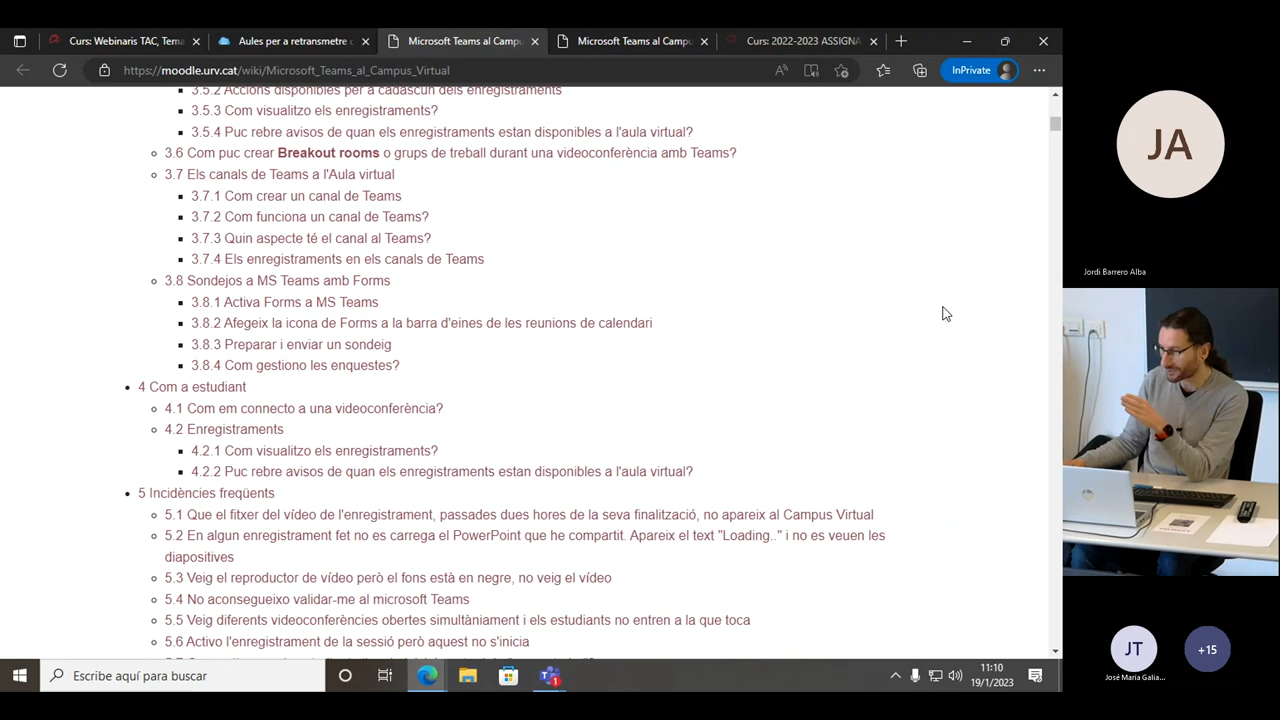 Curs: Webinaris TAC, Tema
Aules per a retransmetre c
Microsoft Teams al Campu
Microsoft Teams al Campu
Curs: 2022-2023 ASSIGNA
https://moodle.urv.cat/wiki/Microsoft_Teams_al_Campus_Virtual
InPrivate
3.5.2 Accions disponibles per a cadascun dels enregistraments
3.5.3 Com visualitzo els enregistraments?
3.5.4 Puc rebre avisos de quan els enregistraments estan disponibles a l'aula virtual?
3.6 Com puc crear Breakout rooms o grups de treball durant una videoconferència amb Teams?
3.7 Els canals de Teams a l'Aula virtual
3.7.1 Com crear un canal de Teams
3.7.2 Com funciona un canal de Teams?
3.7.3 Quin aspecte té el canal al Teams?
3.7.4 Els enregistraments en els canals de Teams
3.8 Sondejos a MS Teams amb Forms
3.8.1 Activa Forms a MS Teams
3.8.2 Afegeix la icona de Forms a la barra d'eines de les reunions de calendari
3.8.3 Preparar i enviar un sondeig
3.8.4 Com gestiono les enquestes?
4 Com a estudiant
4.1 Com em connecto a una videoconferència?
4.2 Enregistraments
4.2.1 Com visualitzo els enregistraments?
4.2.2 Puc rebre avisos de quan els enregistraments estan disponibles a l'aula virtual?
5 Incidències freqüents
5.1 Que el fitxer del vídeo de l'enregistrament, passades dues hores de la seva finalització, no apareix al Campus Virtual
5.2 En algun enregistrament fet no es carrega el PowerPoint que he compartit. Apareix el text "Loading.." i no es veuen les
diapositives
5.3 Veig el reproductor de vídeo però el fons està en negre, no veig el vídeo
5.4 No aconsegueixo validar-me al microsoft Teams
5.5 Veig diferents videoconferències obertes simultàniament i els estudiants no entren a la que toca
5.6 Activo l'enregistrament de la sessió però aquest no s'inicia
Escribe aquí para buscar
1
11:10
19/1/2023
JA
Jordi Barrero Alba
JT
José Maria Galia...
+15